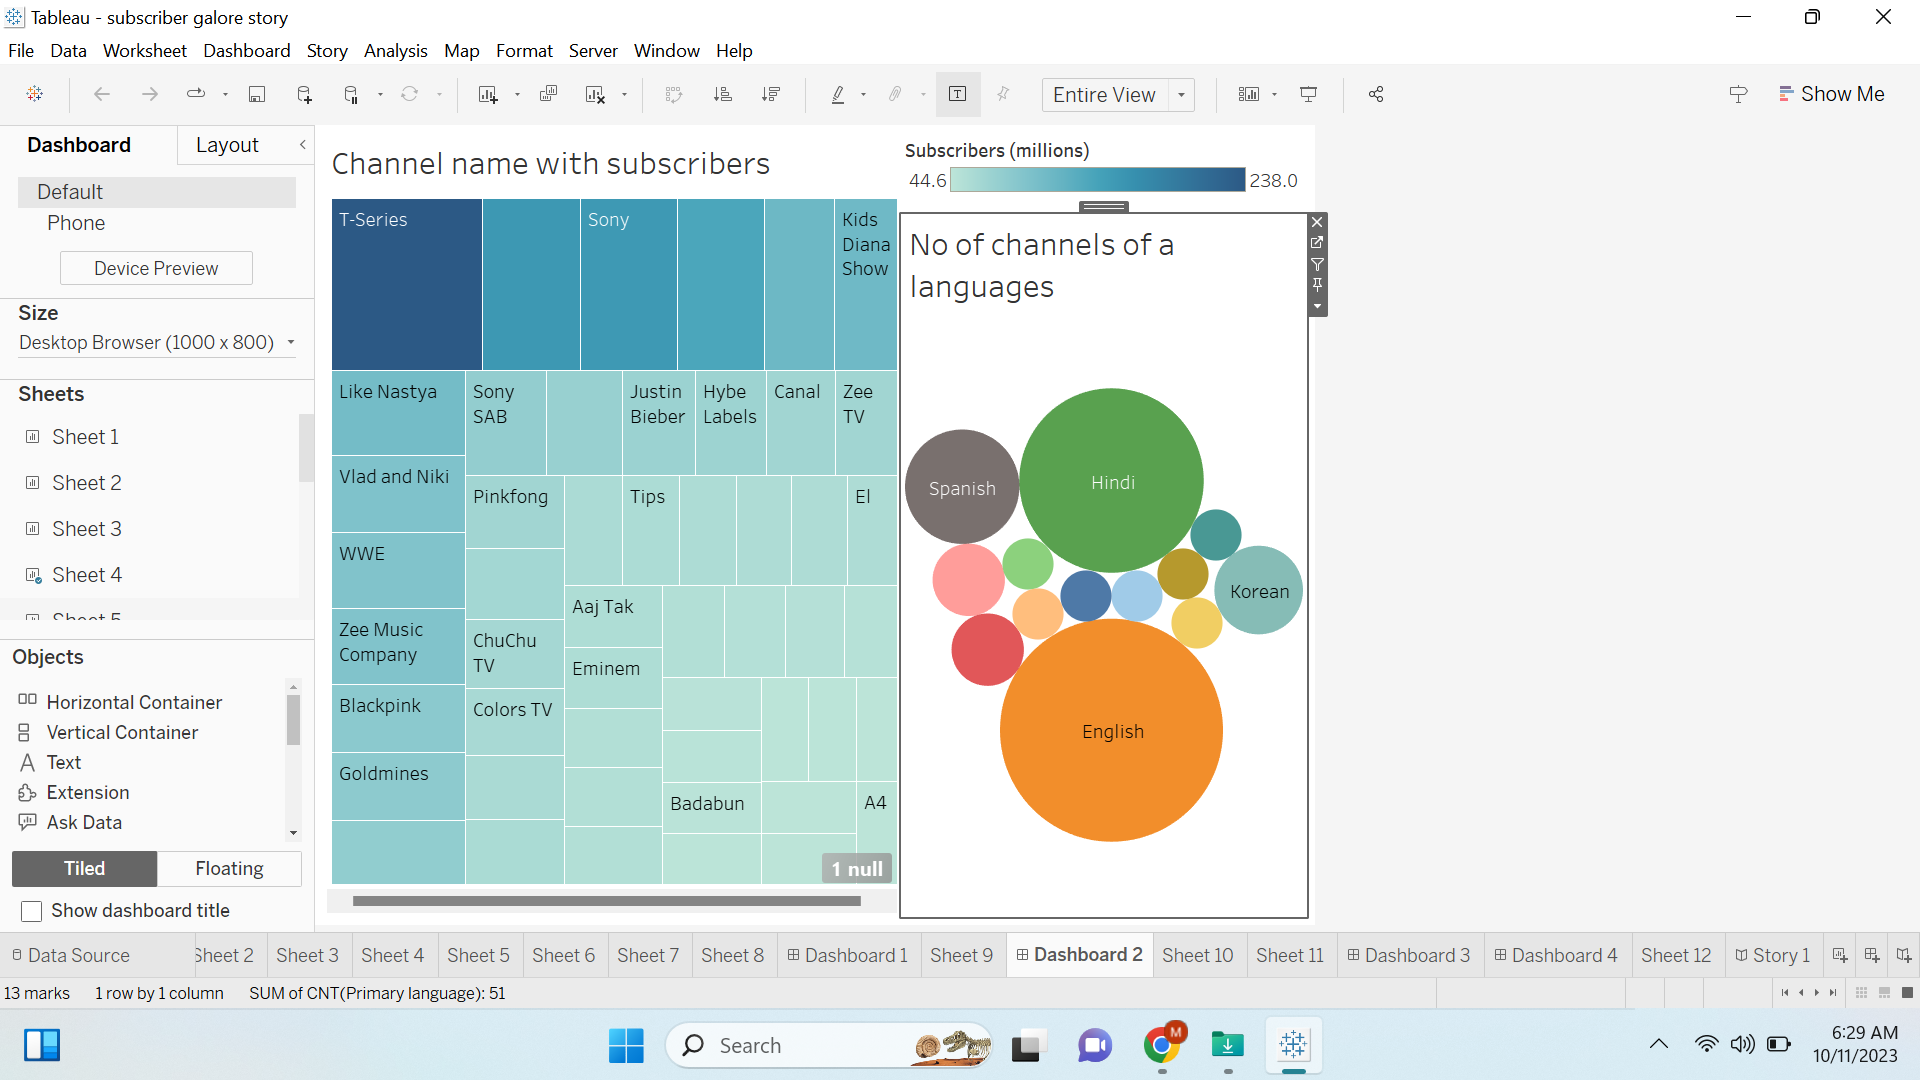 Tableau - subscriber galore story
File Data Worksheet Dashboard Story Analysis Map Format Server Window Help
Entire View
Show Me
Dashboard
Layout
Default
Phone
Device Preview
Size
Desktop Browser (1000 x 800)
Sheets
Sheet 1
Sheet 2
Sheet 3
Sheet 4
Sheet 5
Objects
Horizontal Container
Vertical Container
Text
Extension
Ask Data
Tiled
Floating
Show dashboard title
Channel name with subscribers
T-Series
Sony
Kids
Diana
Show
Like Nastya
Sony
SAB
Justin
Bieber
Hybe
Labels
Canal
Zee
TV
Vlad and Niki
Pinkfong
Tips
El
WWE
Aaj Tak
Zee Music
Company
ChuChu
TV
Eminem
Blackpink
Colors TV
Goldmines
Badabun
A4
1 null
Subscribers (millions)
44.6
238.0
No of channels of a
languages
Spanish
Hindi
Korean
English
Data Source
Sheet 2
Sheet 3
Sheet 4
Sheet 5
Sheet 6
Sheet 7
Sheet 8
Dashboard 1
Sheet 9
Dashboard 2
Sheet 10
Sheet 11
Dashboard 3
Dashboard 4
Sheet 12
Story 1
13 marks
1 row by 1 column
SUM of CNT(Primary language): 51
Search
M
6:29 AM
10/11/2023